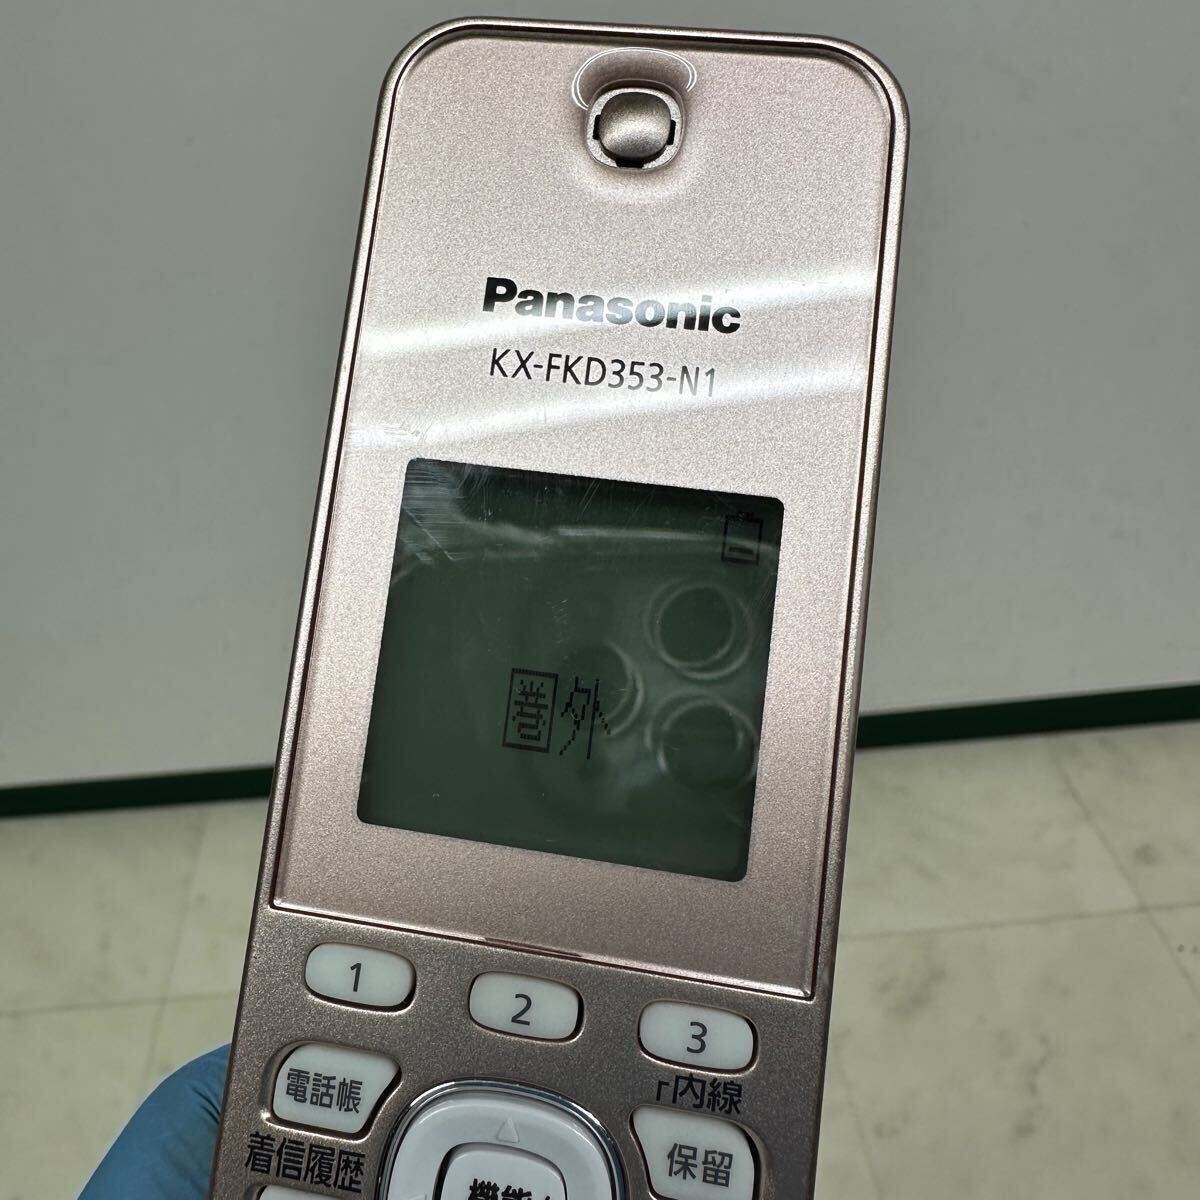 Panasonic
KX-FKD353-N1
圏外
1
2
3
電話帳
着信履歴
内線
保留